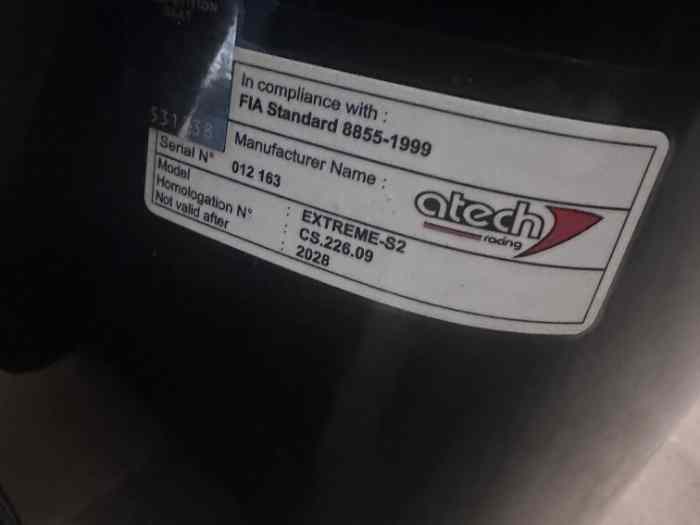 SEAT
In compliance with :
FIA Standard 8855-1999
Manufacturer Name :
atech
racing
Serial N° 012 163
Model : EXTREME-S2
Homologation N° : CS.226.09
Not valid after : 2028